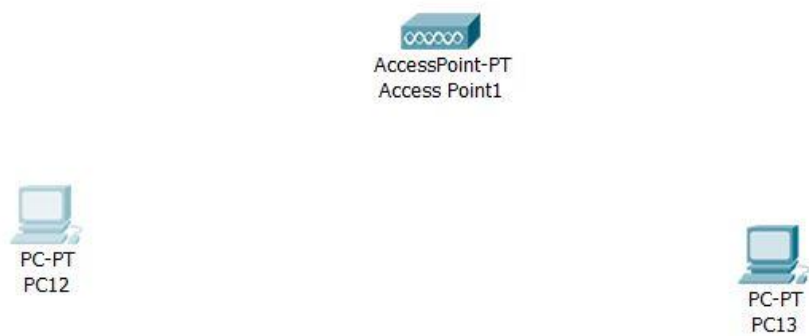 AccessPoint-PT
Access Point1
PC-PT
PC12
PC-PT
PC13